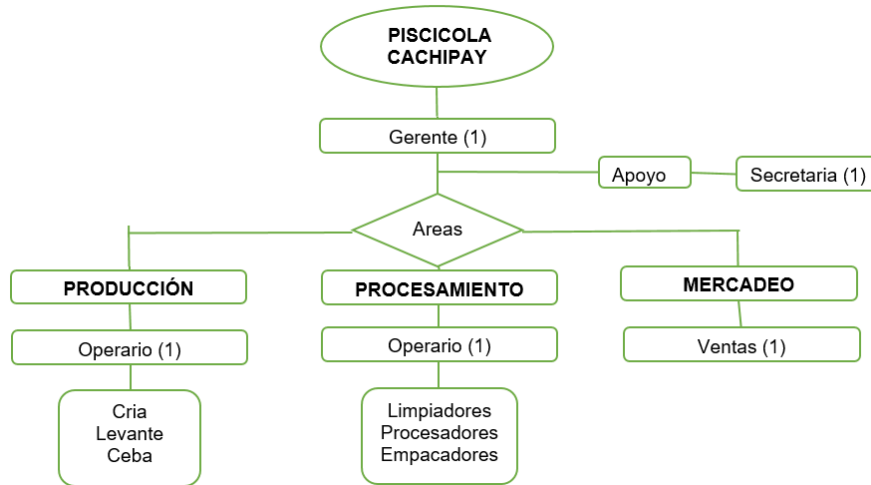 PISCICOLA
CACHIPAY
Gerente (1)
Apoyo
Secretaria (1)
Areas
PRODUCCIÓN
PROCESAMIENTO
MERCADEO
Operario (1)
Operario (1)
Ventas (1)
Cria
Levante
Ceba
Limpiadores
Procesadores
Empacadores